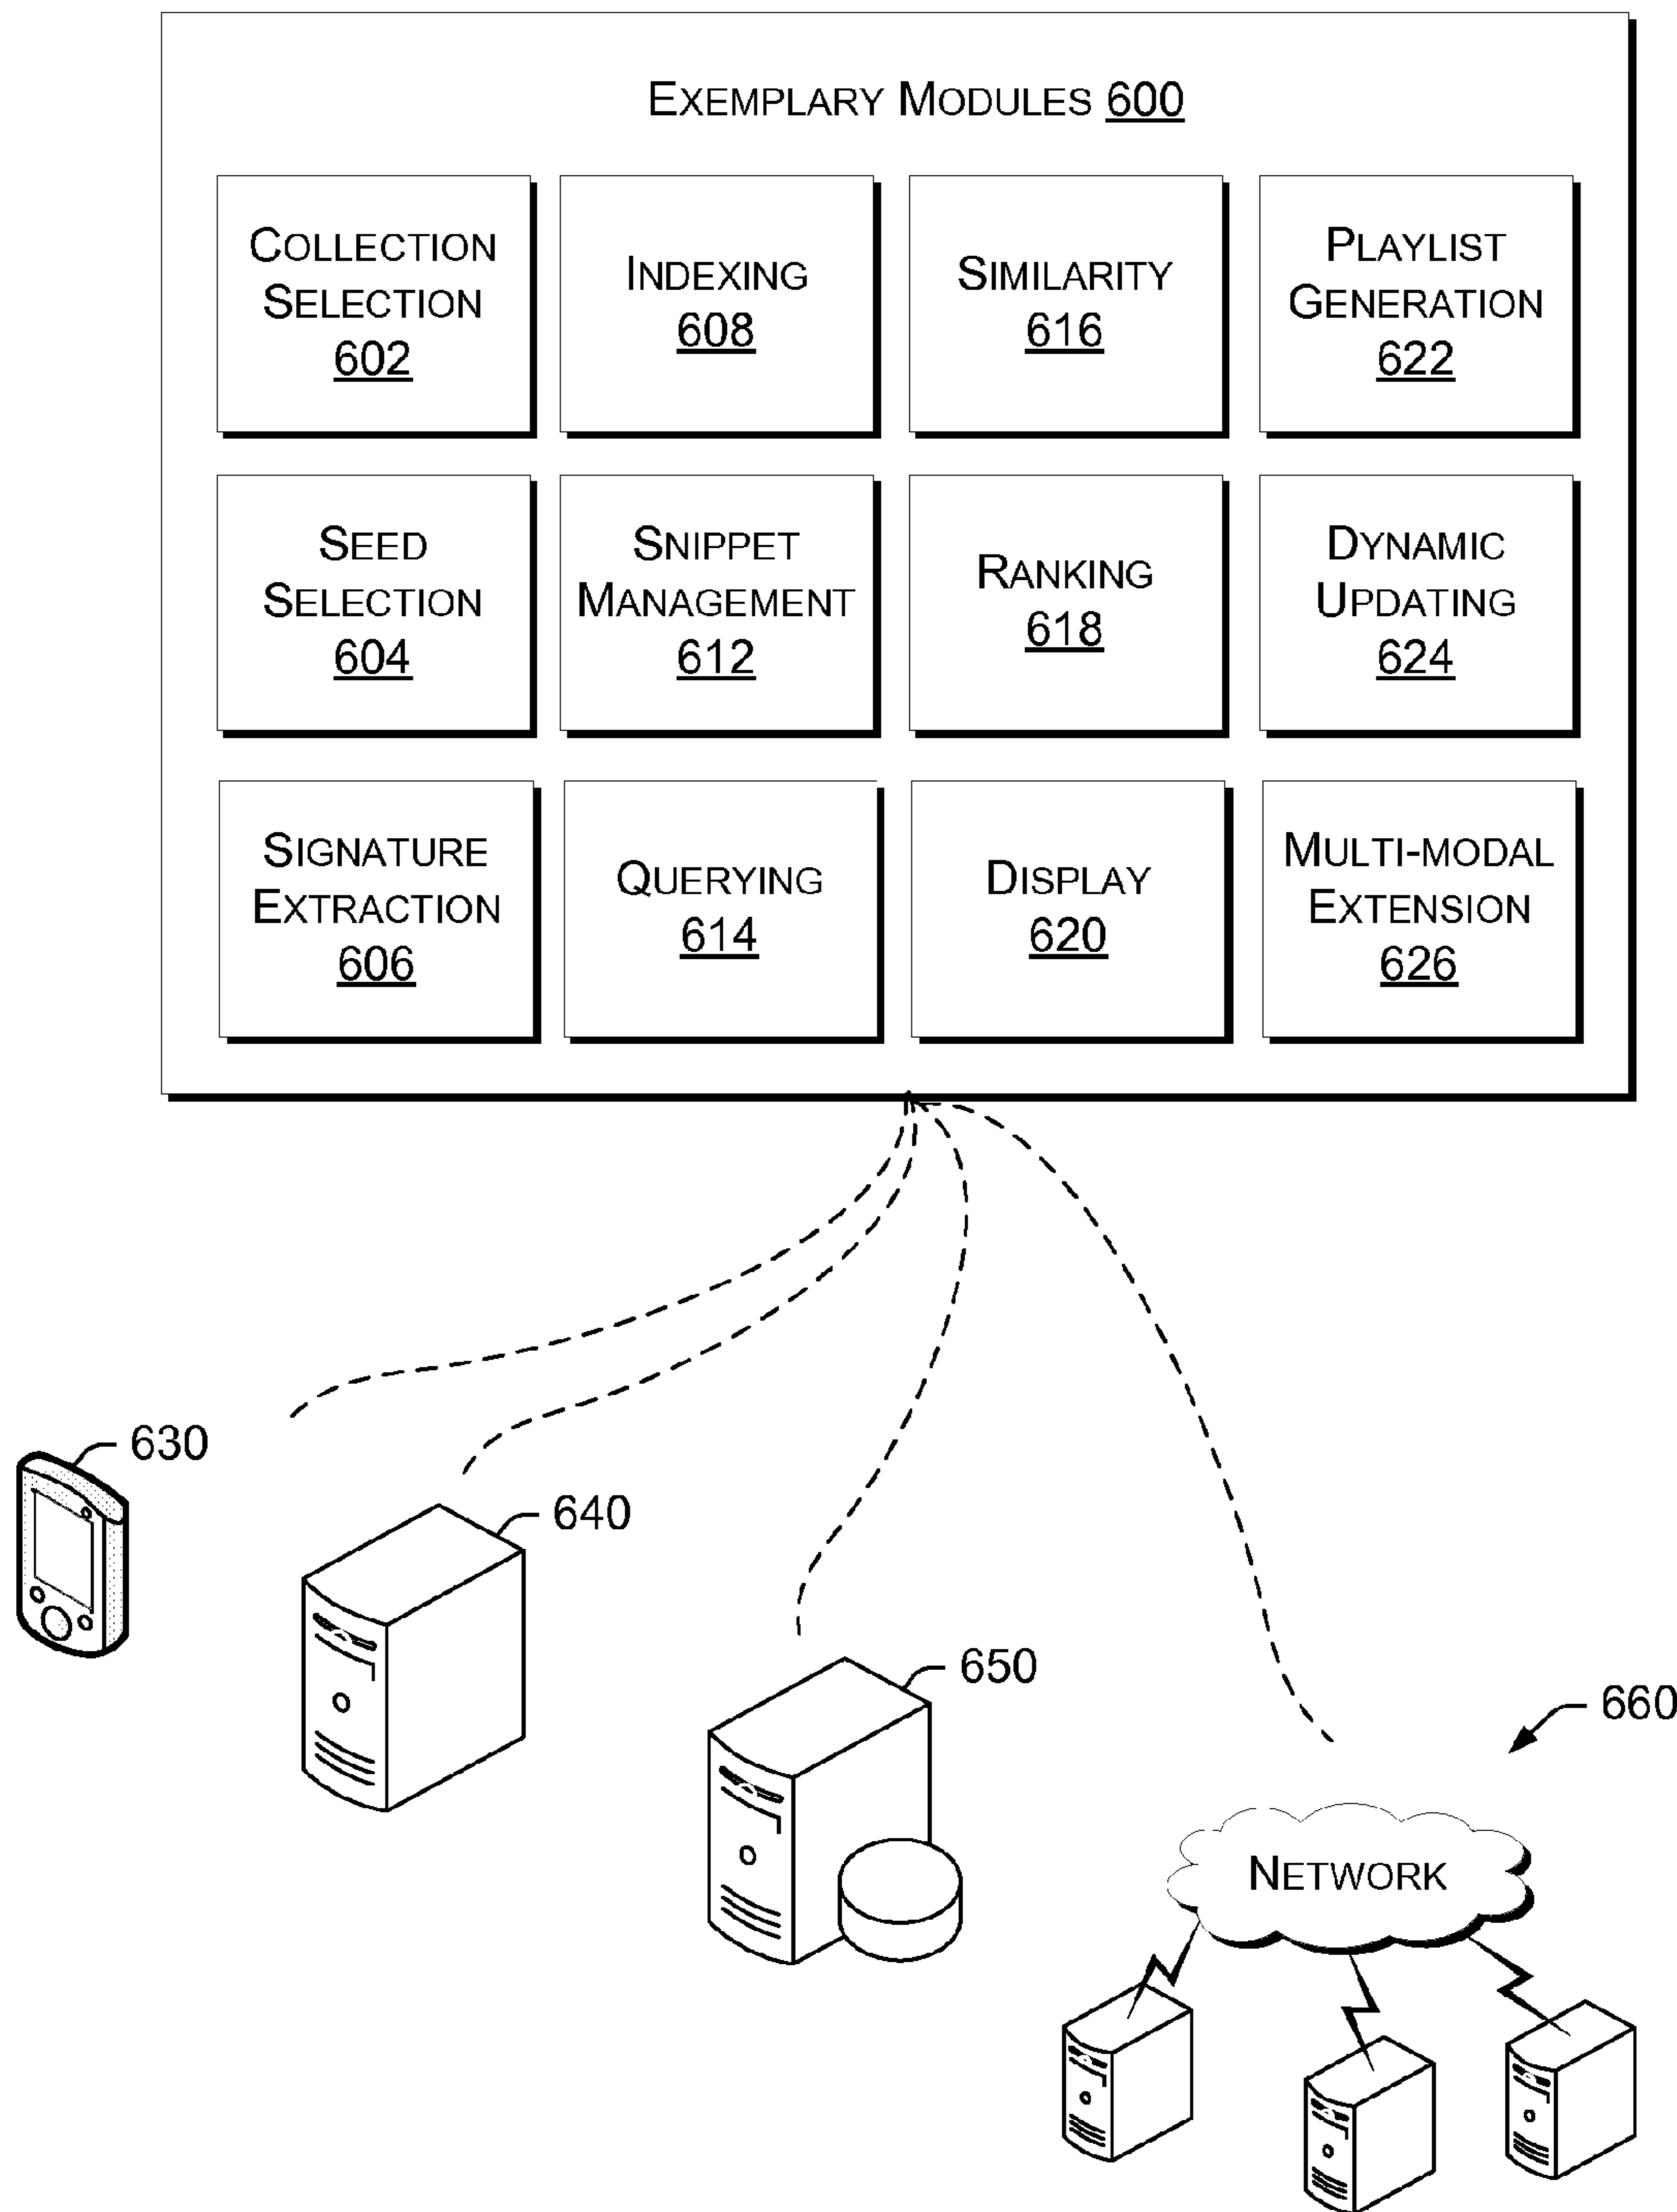 EXEMPLARY MODULES 600
COLLECTION
SELECTION
602
INDEXING
608
SIMILARITY
616
PLAYLIST
GENERATION
622
SEED
SELECTION
604
SNIPPET
MANAGEMENT
612
RANKING
618
DYNAMIC
UPDATING
624
SIGNATURE
EXTRACTION
606
QUERYING
614
DISPLAY
620
MULTI-MODAL
EXTENSION
626
630
640
650
660
NETWORK